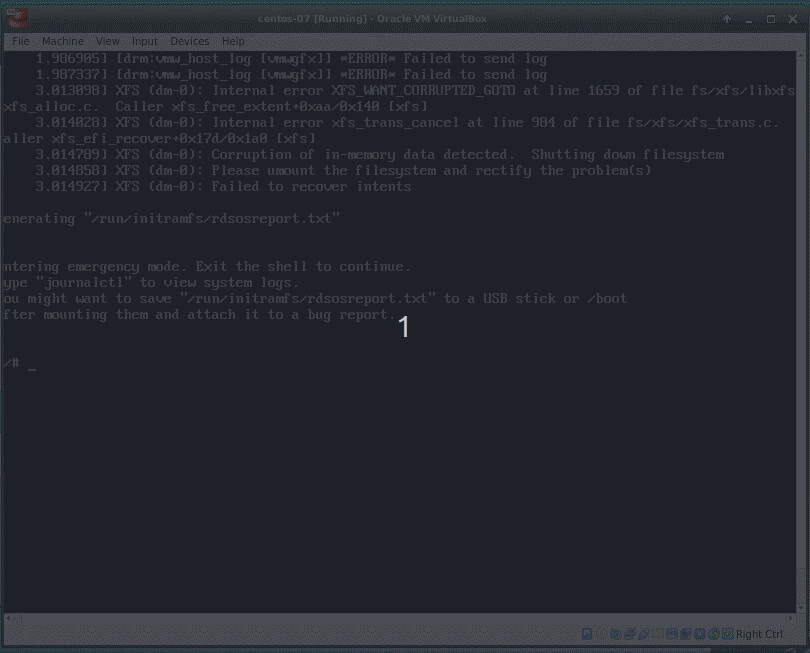 centos-07 [Running] - Oracle VM VirtualBox
File Machine View Input Devices Help
1.986905] [drm:vmw_host_log [vmwgfx]] *ERROR* Failed to send log
1.987337] [drm:vmw_host_log [vmwgfx]] *ERROR* Failed to send log
3.013098] XFS (dm-0): Internal error XFS_WANT_CORRUPTED_GOTO at line 1659 of file fs/xfs/libxfs
xfs_alloc.c. Caller xfs_free_extent+0xaa/0x140 [xfs]
3.014028] XFS (dm-0): Internal error xfs_trans_cancel at line 984 of file fs/xfs/xfs_trans.c.
aller xfs_efi_recover+0x17d/0x1a0 [xfs]
3.014789] XFS (dm-0): Corruption of in-memory data detected. Shutting down filesystem
3.014858] XFS (dm-0): Please umount the filesystem and rectify the problem(s)
3.014927] XFS (dm-0): Failed to recover intents
enerating "/run/initramfs/rdsosreport.txt"
ntering emergency mode. Exit the shell to continue.
ype "journalctl" to view system logs.
ou might want to save "/run/initramfs/rdsosreport.txt" to a USB stick or /boot
fter mounting them and attach it to a bug report.
1
/# _
Right Ctrl